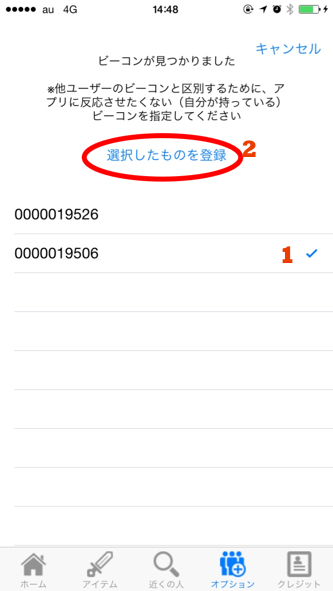 au 4G 14:48
キャンセル
ビーコンが見つかりました
※他ユーザーのビーコンと区別するために、ア
プリに反応させたくない（自分が持っている）
ビーコンを指定してください
選択したものを登録 2
0000019526
0000019506 1
ホーム アイテム 近くの人 オプション クレジット